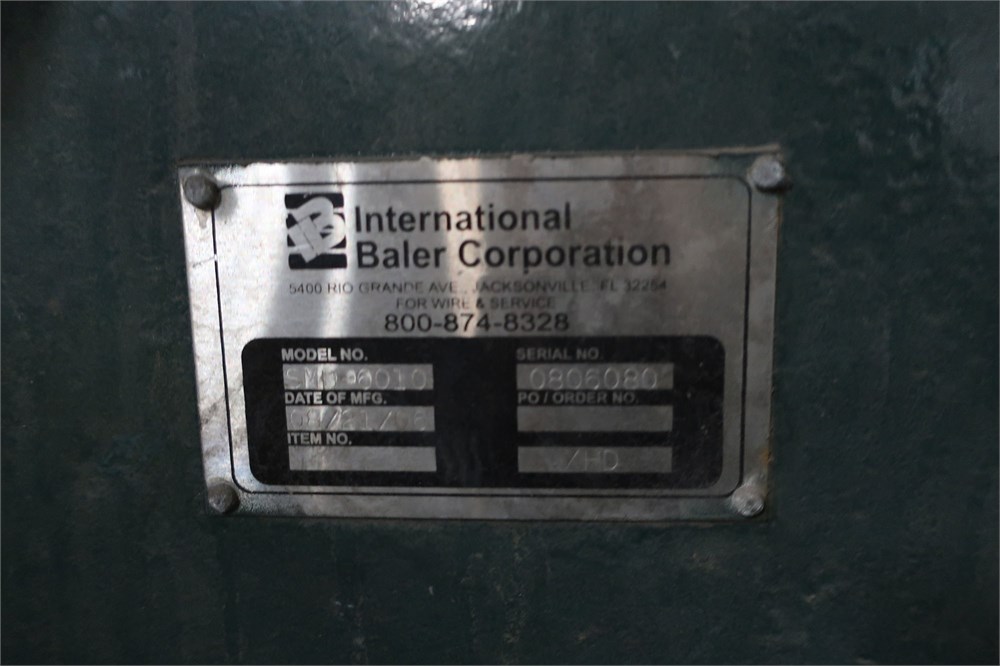 International
Baler Corporation
5400 RIO GRANDE AVE., JACKSONVILLE, FL 32254
FOR WIRE & SERVICE
800-874-8328
MODEL NO.
SERIAL NO.
0806080
DATE OF MFG.
PO / ORDER NO.
ITEM NO.
/HD